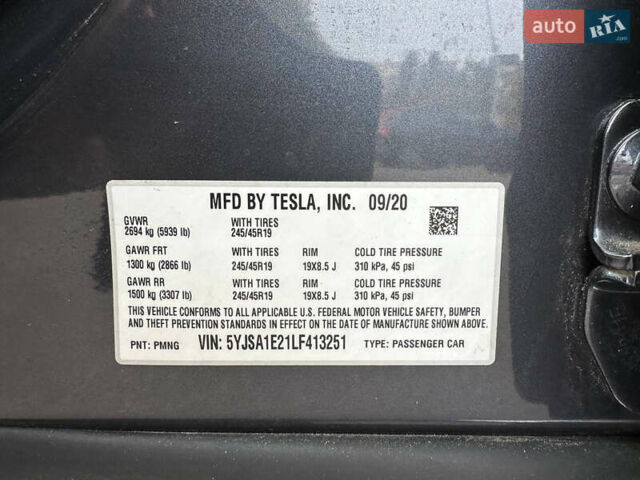 auto RIA.com
MFD BY TESLA, INC. 09/20
GVWR WITH TIRES
2694 kg (5939 lb) 245/45R19
GAWR FRT WITH TIRES RIM COLD TIRE PRESSURE
1300 kg (2866 lb) 245/45R19 19X8.5 J 310 kPa, 45 psi
GAWR RR WITH TIRES RIM COLD TIRE PRESSURE
1500 kg (3307 lb) 245/45R19 19X8.5 J 310 kPa, 45 psi
THIS VEHICLE CONFORMS TO ALL APPLICABLE U.S. FEDERAL MOTOR VEHICLE SAFETY, BUMPER
AND THEFT PREVENTION STANDARDS IN EFFECT ON THE DATE OF MANUFACTURE SHOWN ABOVE.
PNT: PMNG VIN: 5YJSA1E21LF413251 TYPE: PASSENGER CAR